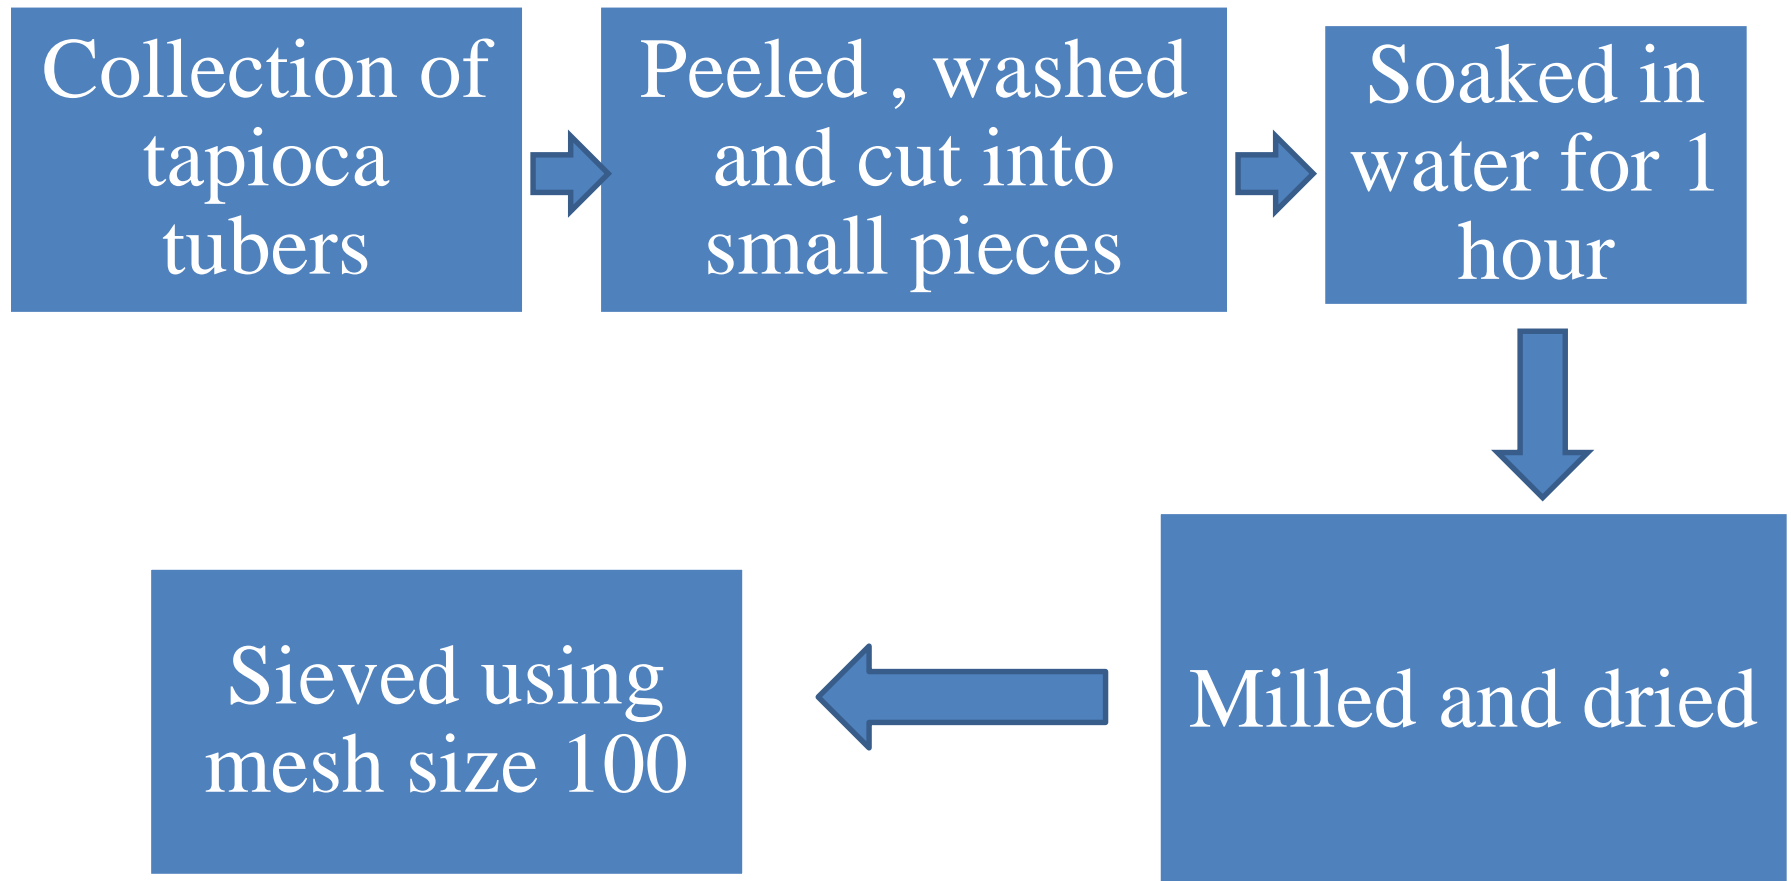 Collection of
tapioca
tubers
Peeled , washed
and cut into
small pieces
Soaked in
water for 1
hour
Milled and dried
Sieved using
mesh size 100